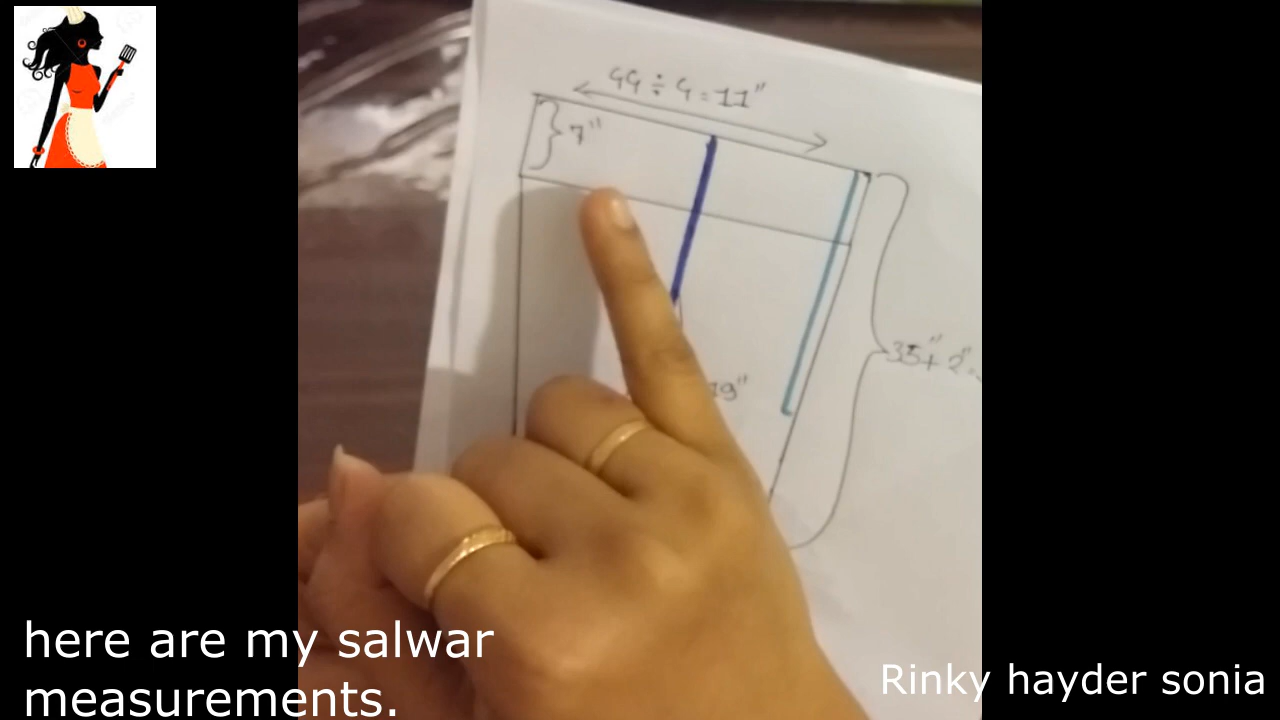 44 ÷ 4 = 11"
7"
35" + 2" =
19"
here are my salwar
measurements.
Rinky hayder sonia